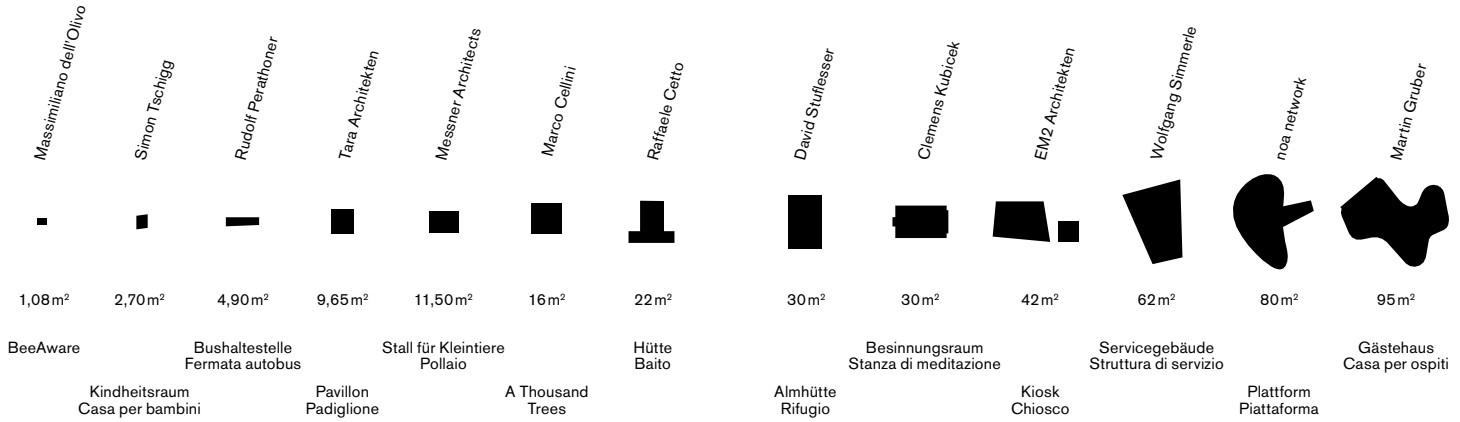 Massimiliano dell'Olivo
Simon Tschigg
Rudolf Perathoner
Tara Architekten
Messner Architects
Marco Cellini
Raffaele Cetto
David Stuflesser
Clemens Kubicek
EM2 Architekten
Wolfgang Simmerle
noa network
Martin Gruber
1,08 m² 2,70 m² 4,90 m² 9,65 m² 11,50 m² 16 m² 22 m² 30 m² 30 m² 42 m² 62 m² 80 m² 95 m²
BeeAware
Bushaltestelle
Fermata autobus
Stall für Kleintiere
Pollaio
Hütte
Baito
Besinnungsraum
Stanza di meditazione
Servicegebäude
Struttura di servizio
Gästehaus
Casa per ospiti
Kindheitsraum
Casa per bambini
Pavillon
Padiglione
A Thousand
Trees
Almhütte
Rifugio
Kiosk
Chiosco
Plattform
Piattaforma